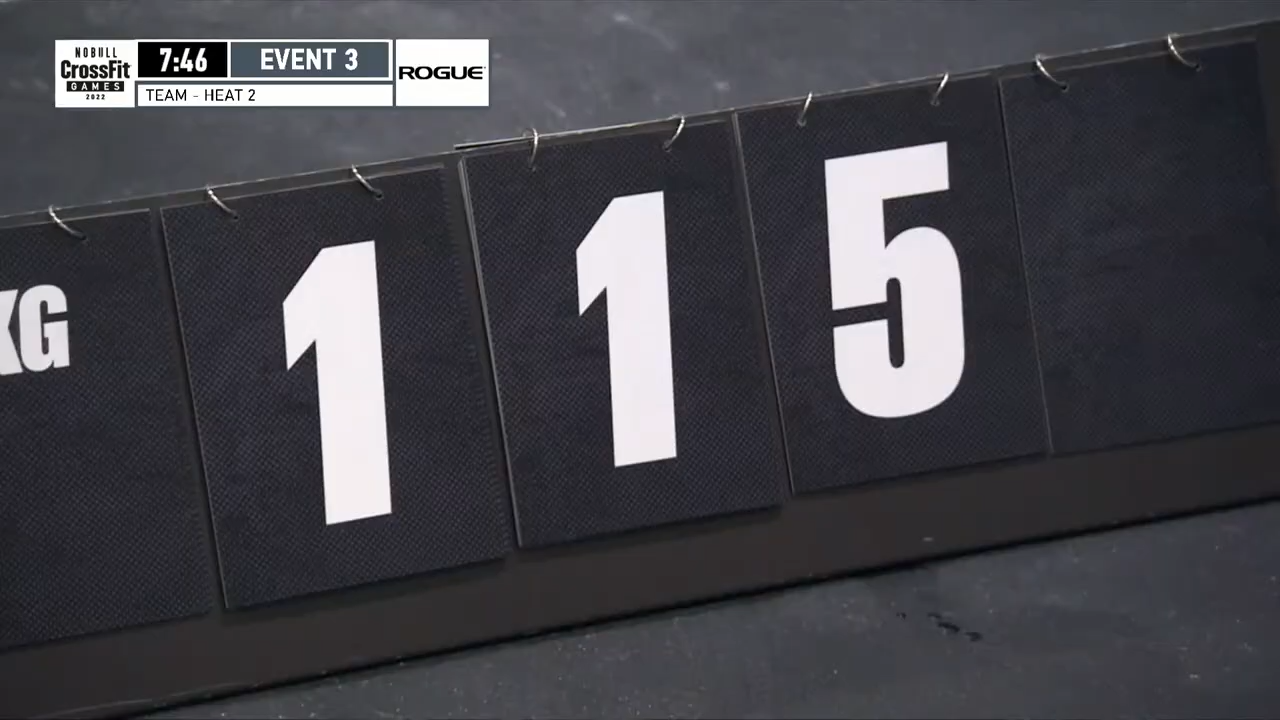 NOBULL
CrossFit
GAMES
2022
7:46
EVENT 3
TEAM - HEAT 2
ROGUE
KG 1 1 5